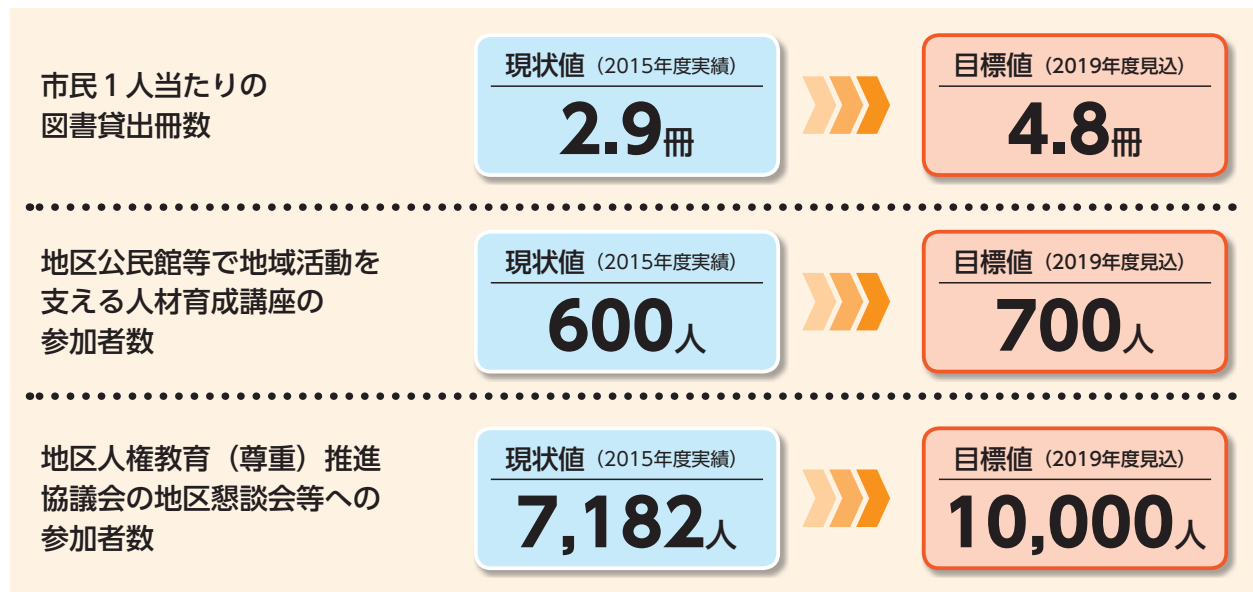 市民1人当たりの
図書貸出冊数
現状値（2015年度実績）
2.9冊
目標値（2019年度見込）
4.8冊
地区公民館等で地域活動を
支える人材育成講座の
参加者数
現状値（2015年度実績）
600人
目標値（2019年度見込）
700人
地区人権教育（尊重）推進
協議会の地区懇談会等への
参加者数
現状値（2015年度実績）
7,182人
目標値（2019年度見込）
10,000人